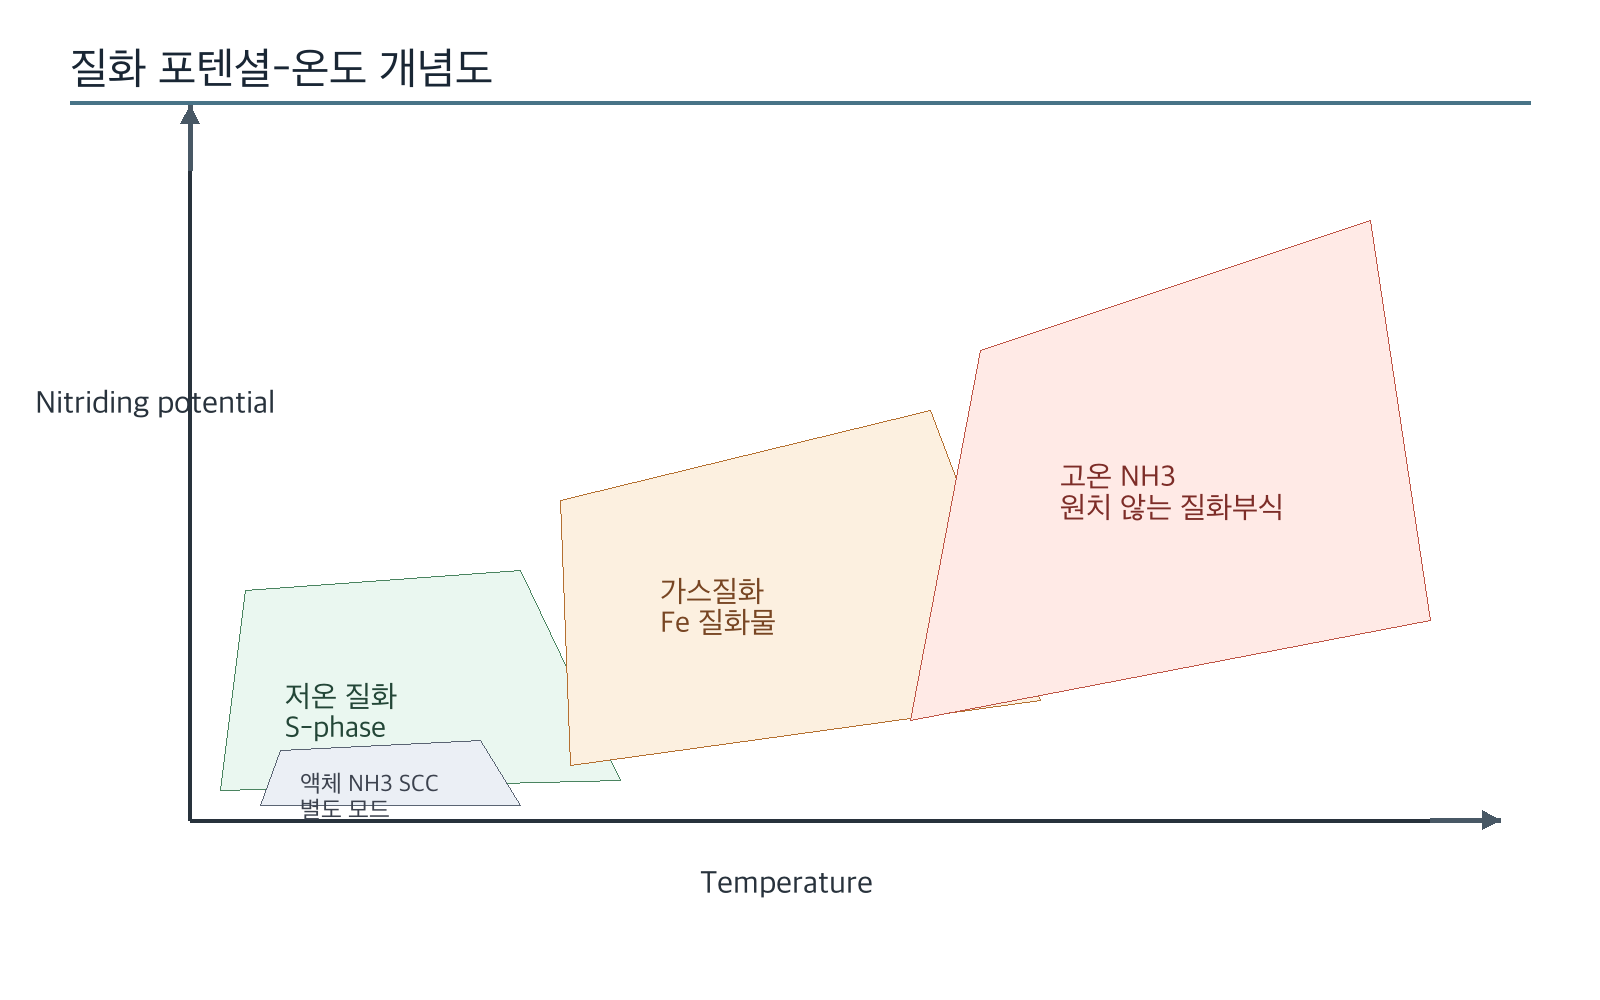 질화 포텐셜-온도 개념도
Nitriding potential
고온 NH3
원치 않는 질화부식
가스질화
Fe 질화물
저온 질화
S-phase
액체 NH3 SCC
별도 모드
Temperature